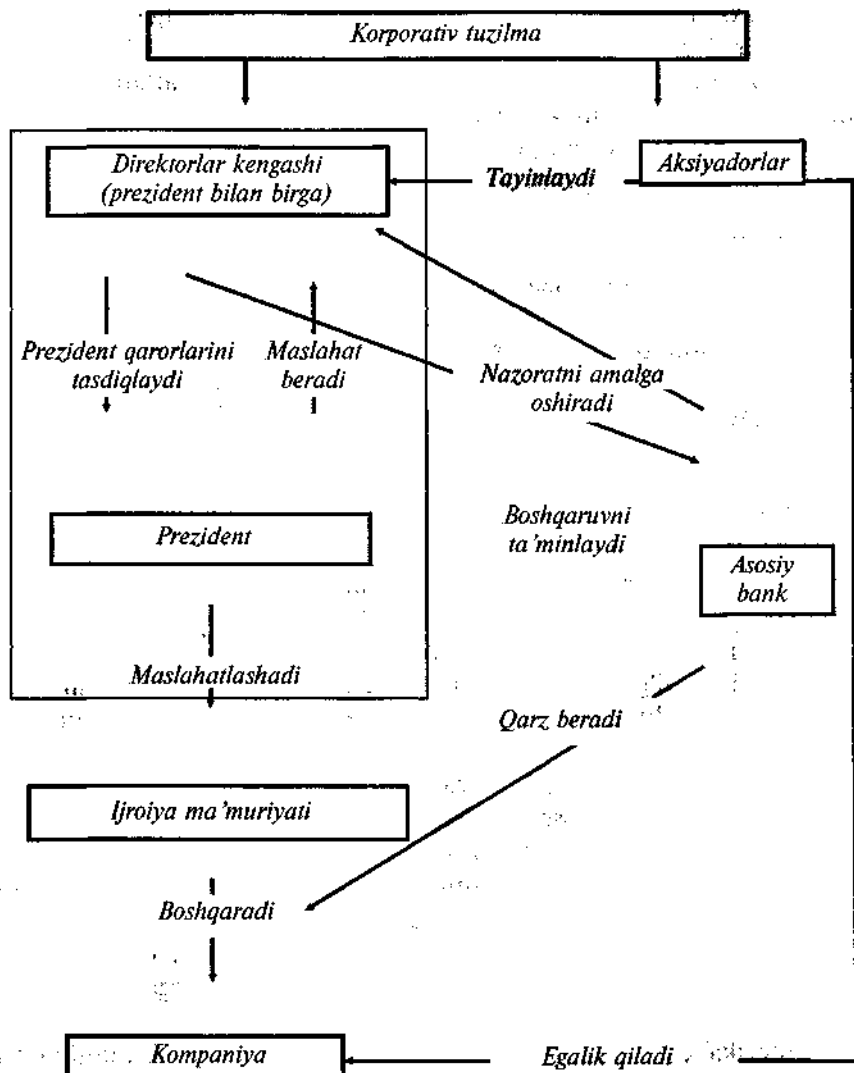 Korporativ tuzilma
Direktorlar kengashi
(prezident bilan birga)
Tayinlaydi
Aksiyadorlar
Prezident qarorlarini
tasdiqlaydi
Maslahat
beradi
Nazoratni amalga
oshiradi
Prezident
Boshqaruvni
ta'minlaydi
Asosiy
bank
Maslahatlashadi
Qarz beradi
Ijroiya ma'muriyati
Boshqaradi
Kompaniya
Egalik qiladi